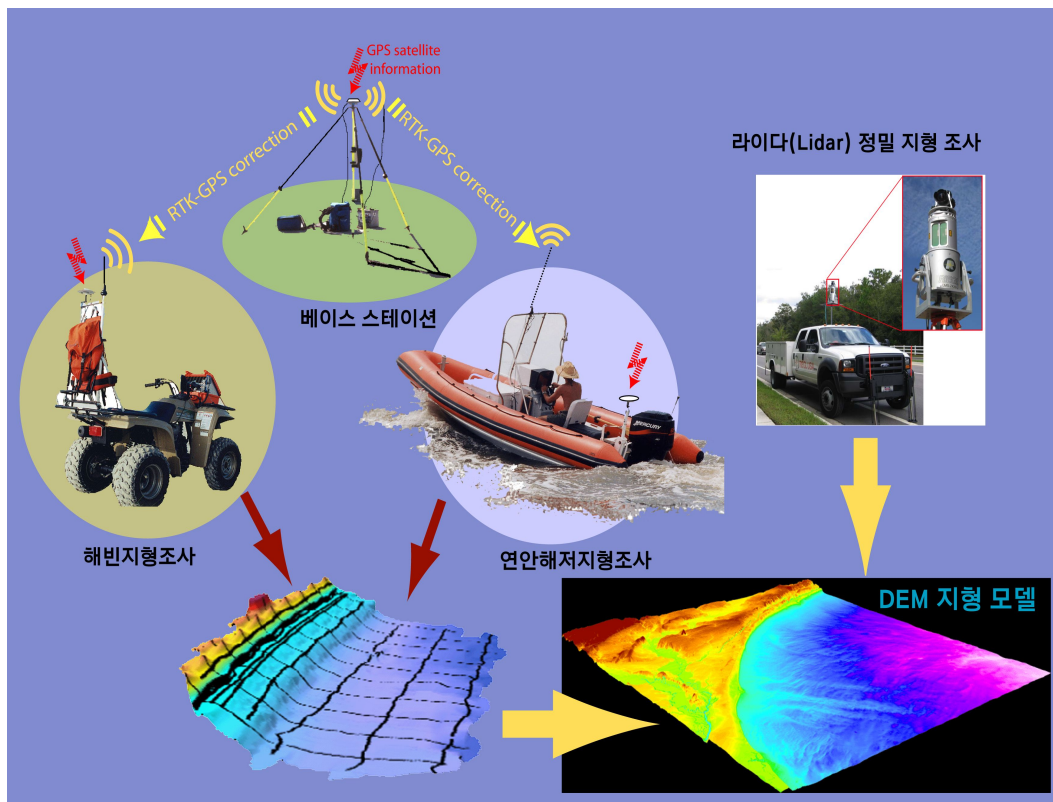 GPS satellite
information
RTK-GPS correction
RTK-GPS correction
라이다(Lidar) 정밀 지형 조사
베이스 스테이션
MERCURY
해빈지형조사
연안해저지형조사
DEM 지형 모델